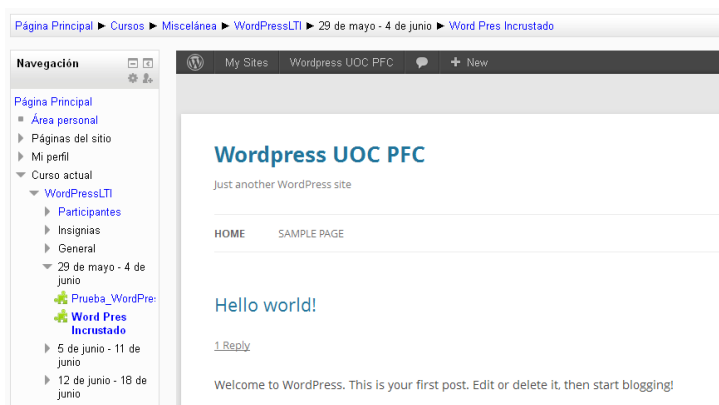 Página Principal ► Cursos ► Miscelánea ► WordPressLTI ► 29 de mayo - 4 de junio ► Word Pres Incrustado
Navegación
Página Principal
Área personal
Páginas del sitio
Mi perfil
Curso actual
WordPressLTI
Participantes
Insignias
General
29 de mayo - 4 de
junio
Prueba_WordPre
Word Pres
Incrustado
5 de junio - 11 de
junio
12 de junio - 18 de
junio
My Sites Wordpress UOC PFC + New
Wordpress UOC PFC
Just another WordPress site
HOME SAMPLE PAGE
Hello world!
1 Reply
Welcome to WordPress. This is your first post. Edit or delete it, then start blogging!